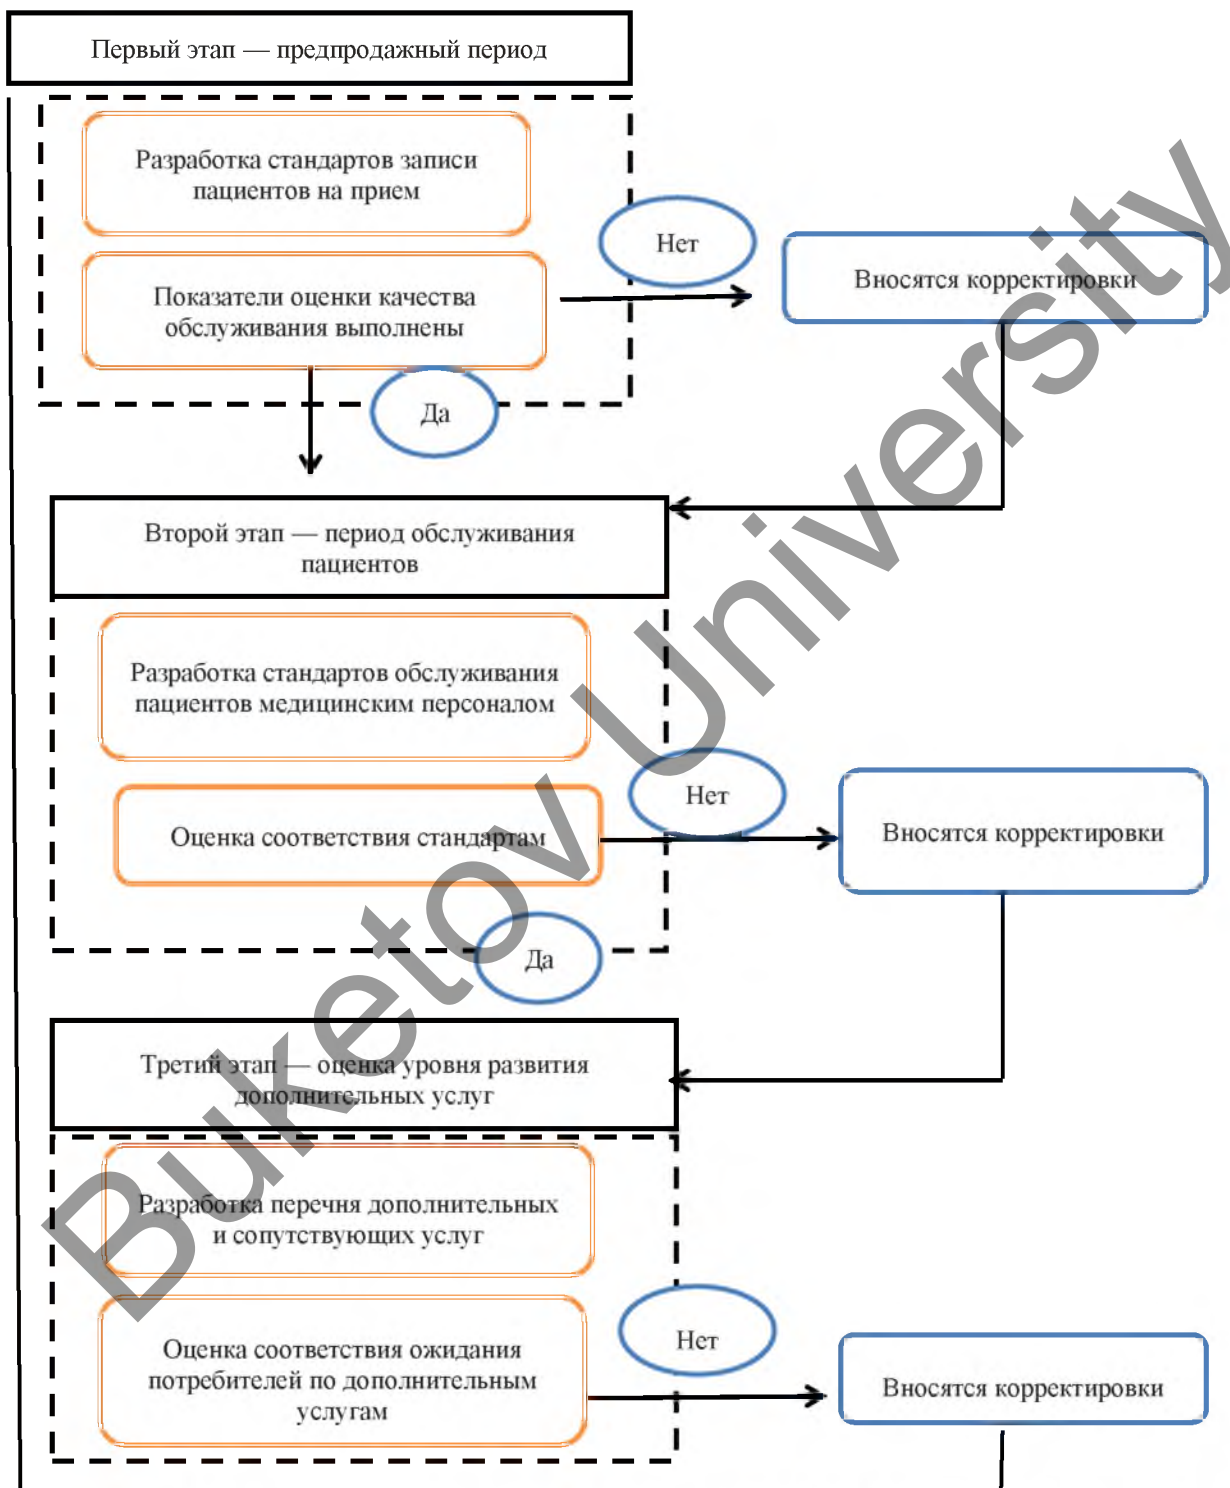 Первый этап — предпродажный период
Разработка стандартов записи
пациентов на прием
Нет
Показатели оценки качества
обслуживания выполнены
Вносятся корректировки
Да
Второй этап — период обслуживания
пациентов
Разработка стандартов обслуживания
пациентов медицинским персоналом
Нет
Оценка соответствия стандартам
Вносятся корректировки
Да
Третий этап — оценка уровня развития
дополнительных услуг
Разработка перечня дополнительных
и сопутствующих услуг
Нет
Оценка соответствия ожидания
потребителей по дополнительным
услугам
Вносятся корректировки
Buketov University